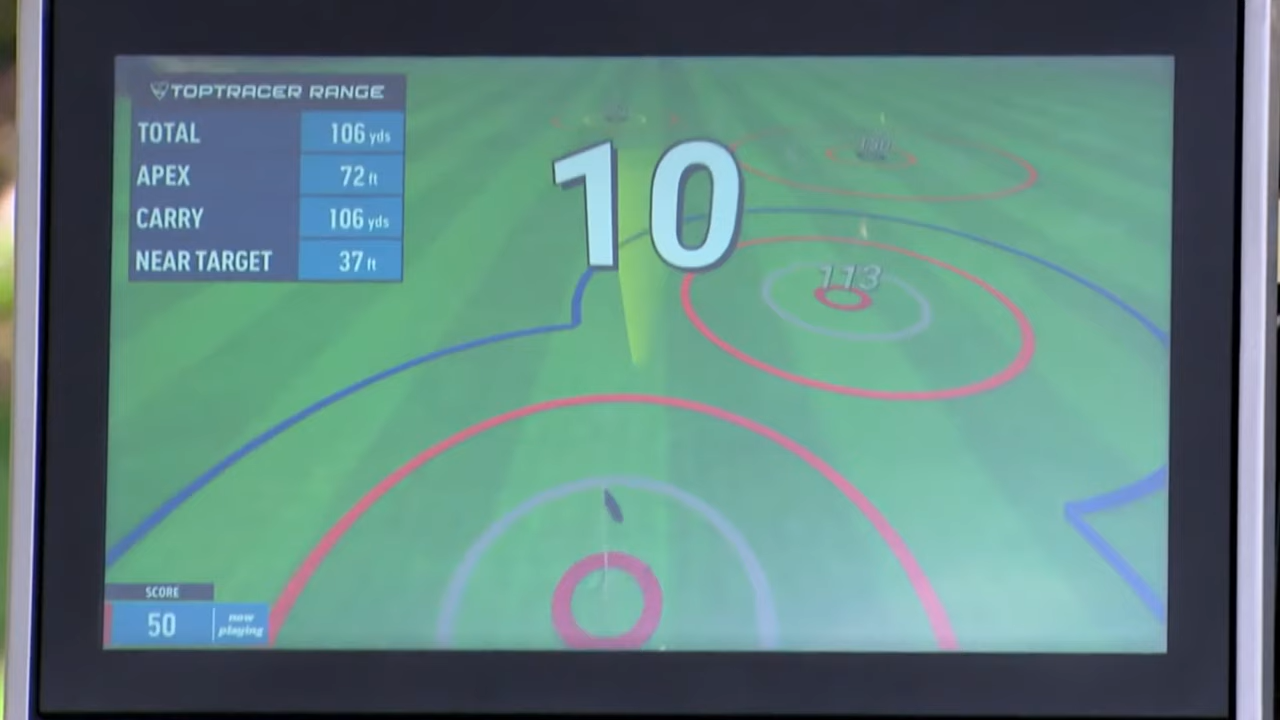 TOPTRACER RANGE
TOTAL 106 yds
APEX 72 ft
CARRY 106 yds
NEAR TARGET 37 ft
10
113
SCORE
50 now playing